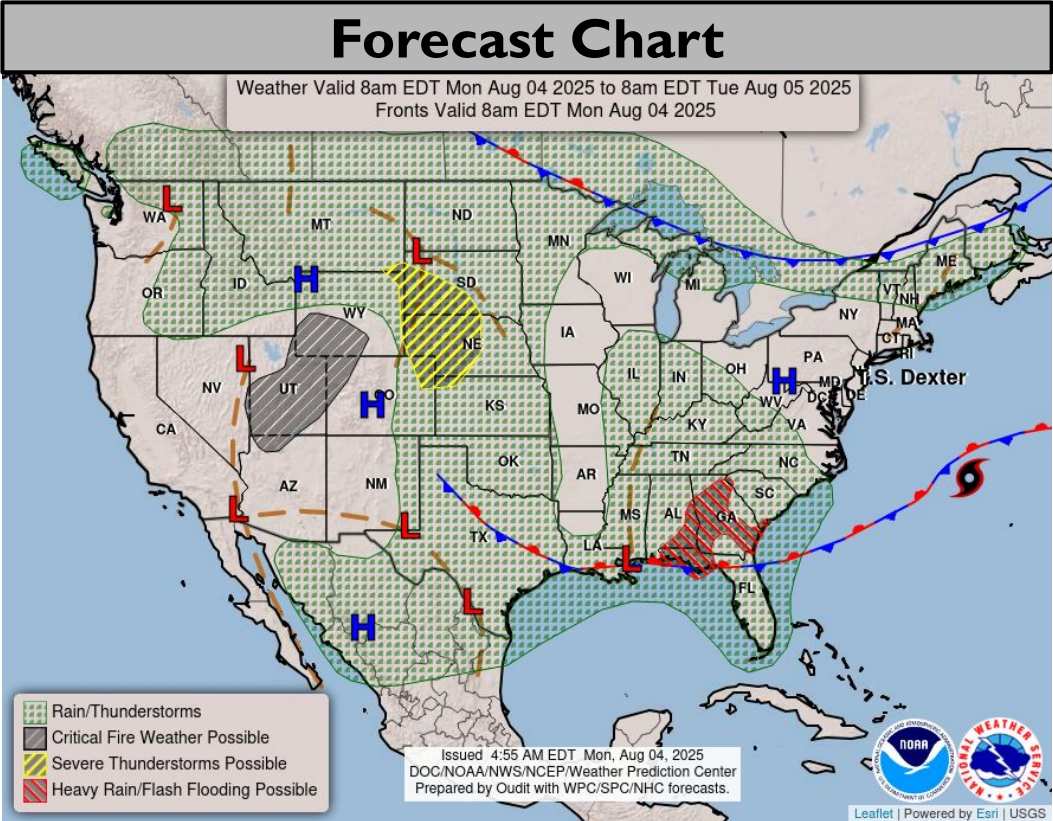 Forecast Chart
Weather Valid 8am EDT Mon Aug 04 2025 to 8am EDT Tue Aug 05 2025
Fronts Valid 8am EDT Mon Aug 04 2025
L
WA
MT
ND
MN
L
ME
H
ID
SD
WI
MI
VT
NH
OR
WY
NY
MA
CT
RI
IA
NE
L
PA
OH
IL
IN
H
MD
T.S. Dexter
NV
UT
CO
H
DC
DE
WV
KS
MO
VA
KY
CA
TN
NC
OK
AR
AZ
NM
SC
MS
AL
GA
L
L
TX
LA
L
FL
L
H
Rain/Thunderstorms
Critical Fire Weather Possible
Severe Thunderstorms Possible
Heavy Rain/Flash Flooding Possible
Issued 4:55 AM EDT Mon, Aug 04, 2025
DOC/NOAA/NWS/NCEP/Weather Prediction Center
Prepared by Oudit with WPC/SPC/NHC forecasts.
NOAA
NATIONAL WEATHER SERVICE
Leaflet | Powered by Esri | USGS